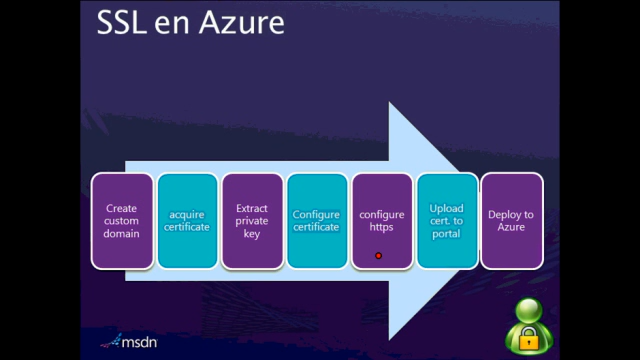 SSL en Azure
Create
custom
domain
acquire
certificate
Extract
private
key
Configure
certificate
configure
https
Upload
cert. to
portal
Deploy to
Azure
msdn